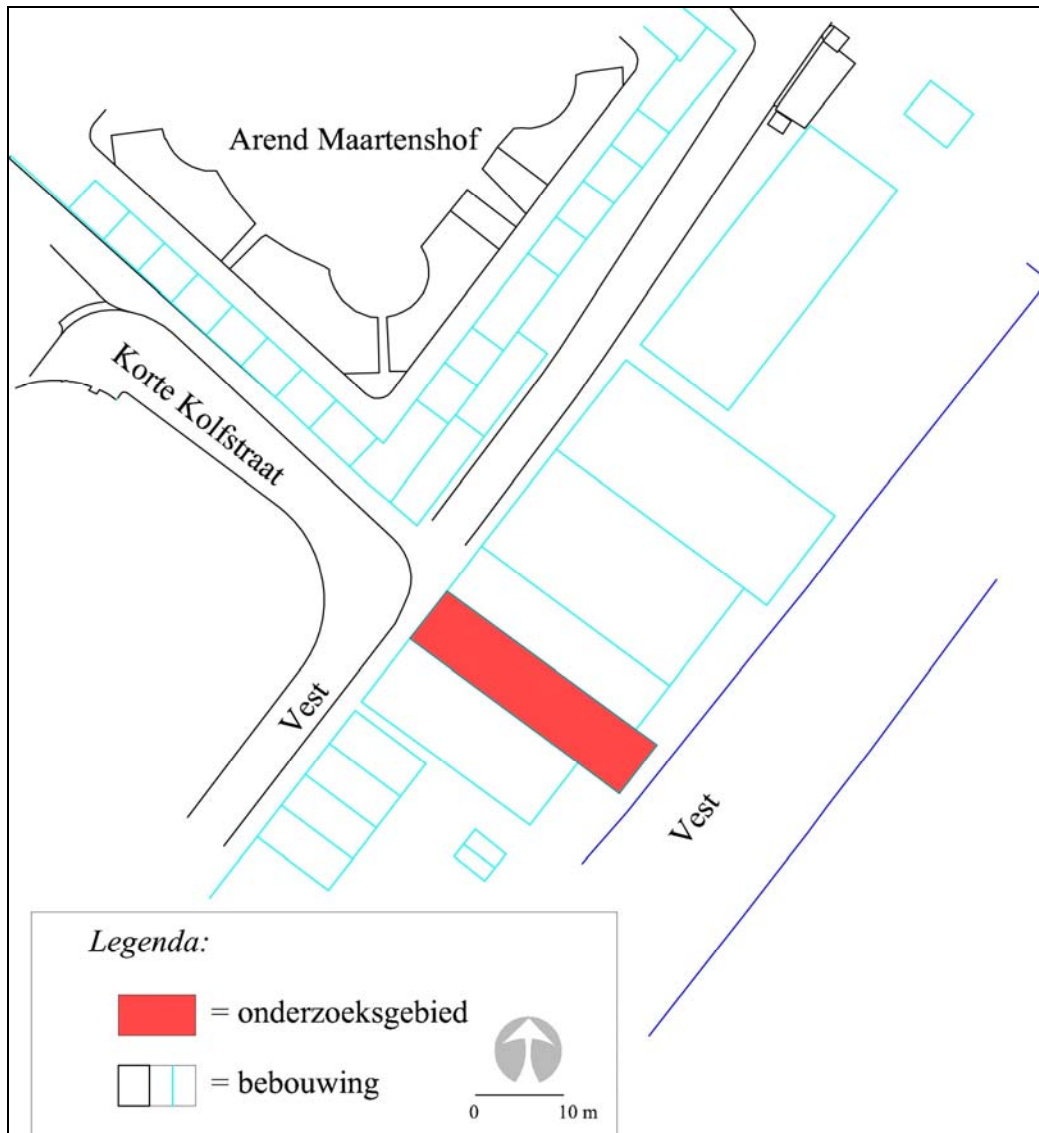 Arend Maartenshof
Korte Kolfstraat
Vest
Vest
Legenda:
= onderzoeksgebied
= bebouwing
0 10 m